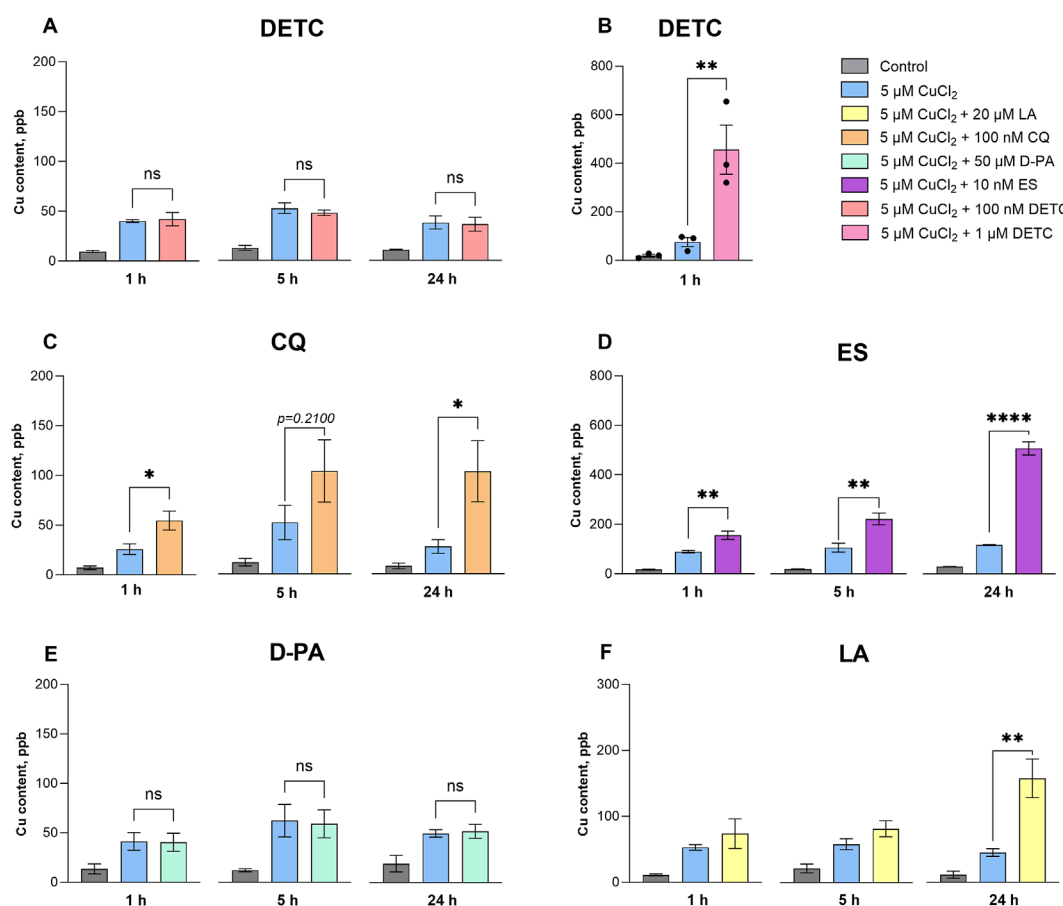 A
DETC
Cu content, ppb
200
150
100
50
0
ns
ns
ns
1 h
5 h
24 h
B
DETC
Cu content, ppb
800
600
400
200
0
**
1 h
Control
5 µM CuCl₂
5 µM CuCl₂ + 20 µM LA
5 µM CuCl₂ + 100 nM CQ
5 µM CuCl₂ + 50 µM D-PA
5 µM CuCl₂ + 10 nM ES
5 µM CuCl₂ + 100 nM DETC
5 µM CuCl₂ + 1 µM DETC
C
CQ
Cu content, ppb
200
150
100
50
0
*
p=0.2100
*
1 h
5 h
24 h
D
ES
Cu content, ppb
800
600
400
200
0
**
**
****
1 h
5 h
24 h
E
D-PA
Cu content, ppb
200
150
100
50
0
ns
ns
ns
1 h
5 h
24 h
F
LA
Cu content, ppb
300
200
100
0
**
1 h
5 h
24 h